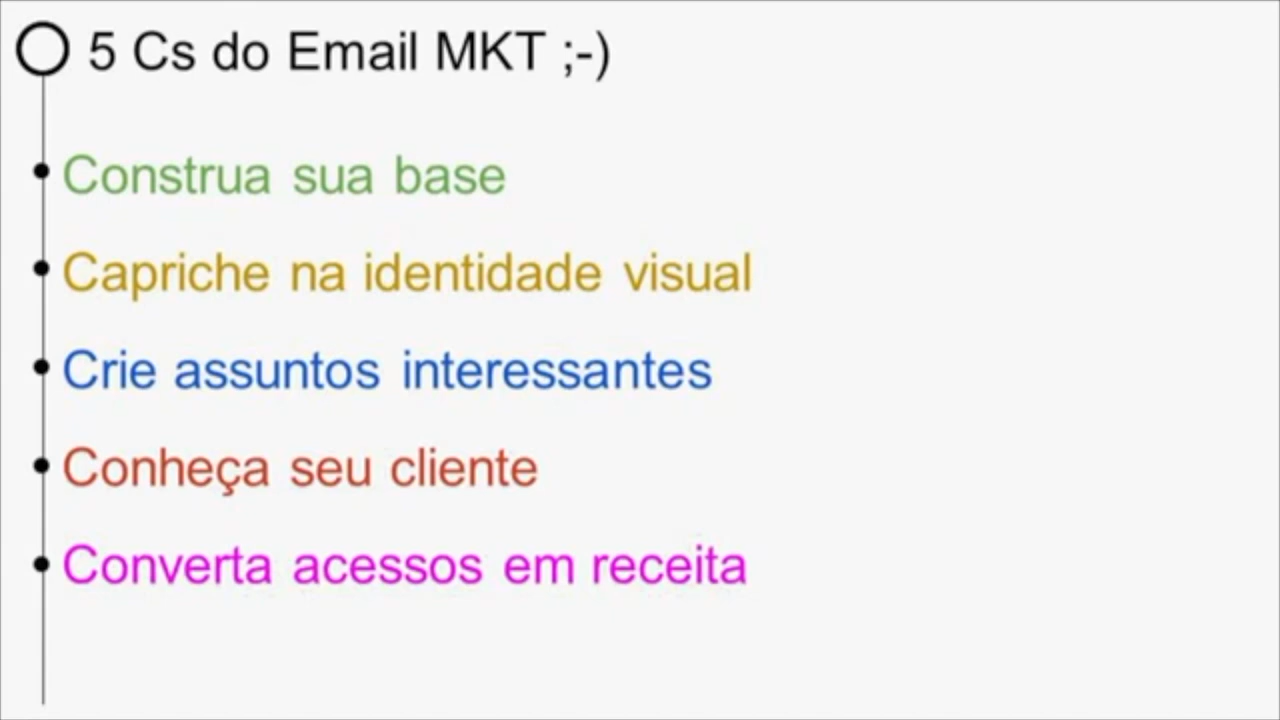 5 Cs do Email MKT ;-)
Construa sua base
Capriche na identidade visual
Crie assuntos interessantes
Conheça seu cliente
Converta acessos em receita